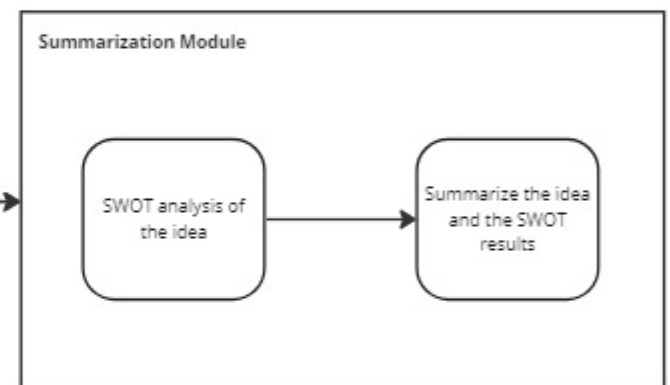 Summarization Module
SWOT analysis of
the idea
Summarize the idea
and the SWOT
results